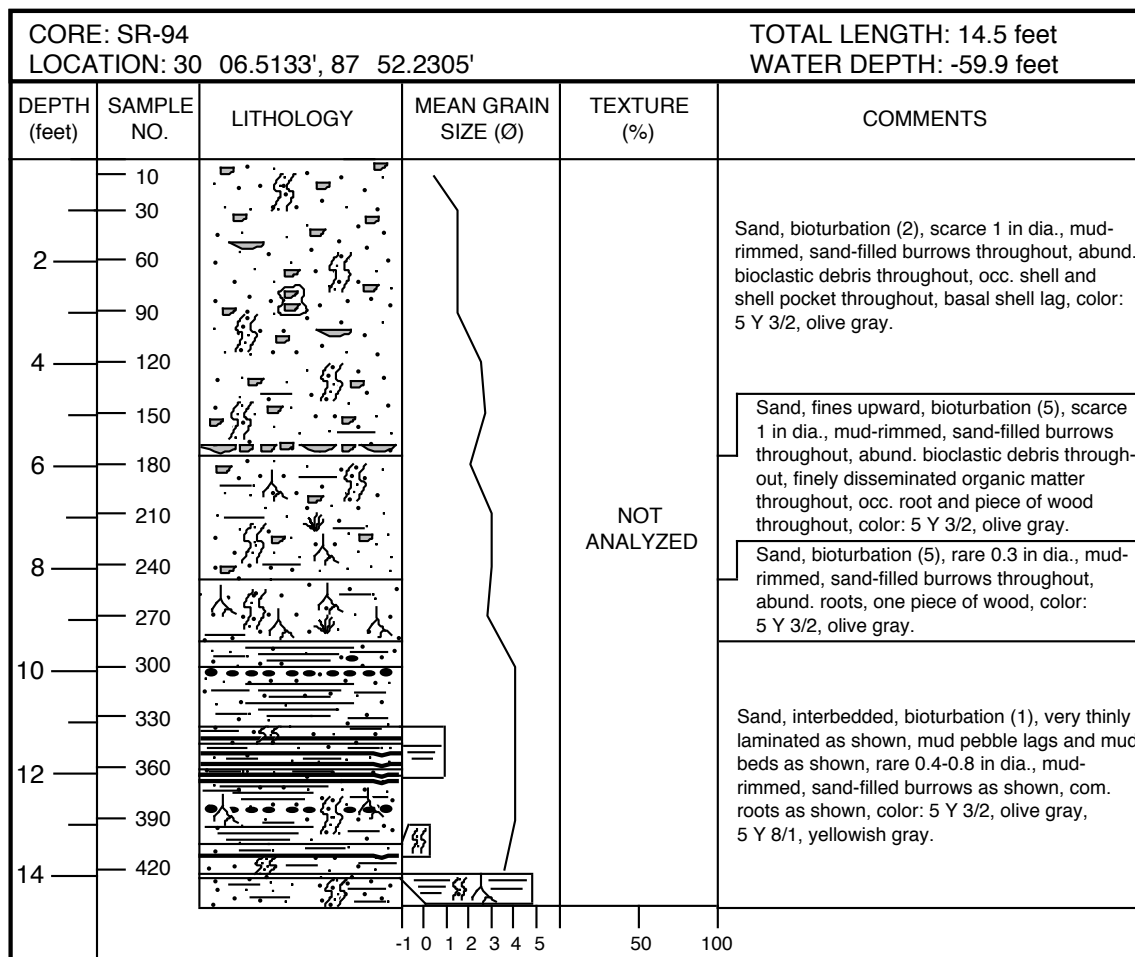 CORE: SR-94
TOTAL LENGTH: 14.5 feet
LOCATION: 30 06.5133', 87 52.2305'
WATER DEPTH: -59.9 feet
DEPTH
(feet)
SAMPLE
NO.
LITHOLOGY
MEAN GRAIN
SIZE (Ø)
TEXTURE
(%)
COMMENTS
2
4
6
8
10
12
14
10
30
60
90
120
150
180
210
240
270
300
330
360
390
420
NOT
ANALYZED
Sand, bioturbation (2), scarce 1 in dia., mud-
rimmed, sand-filled burrows throughout, abund.
bioclastic debris throughout, occ. shell and
shell pocket throughout, basal shell lag, color:
5 Y 3/2, olive gray.
Sand, fines upward, bioturbation (5), scarce
1 in dia., mud-rimmed, sand-filled burrows
throughout, abund. bioclastic debris through-
out, finely disseminated organic matter
throughout, occ. root and piece of wood
throughout, color: 5 Y 3/2, olive gray.
Sand, bioturbation (5), rare 0.3 in dia., mud-
rimmed, sand-filled burrows throughout,
abund. roots, one piece of wood, color:
5 Y 3/2, olive gray.
Sand, interbedded, bioturbation (1), very thinly
laminated as shown, mud pebble lags and mud
beds as shown, rare 0.4-0.8 in dia., mud-
rimmed, sand-filled burrows as shown, com.
roots as shown, color: 5 Y 3/2, olive gray,
5 Y 8/1, yellowish gray.
-1 0 1 2 3 4 5
50 100